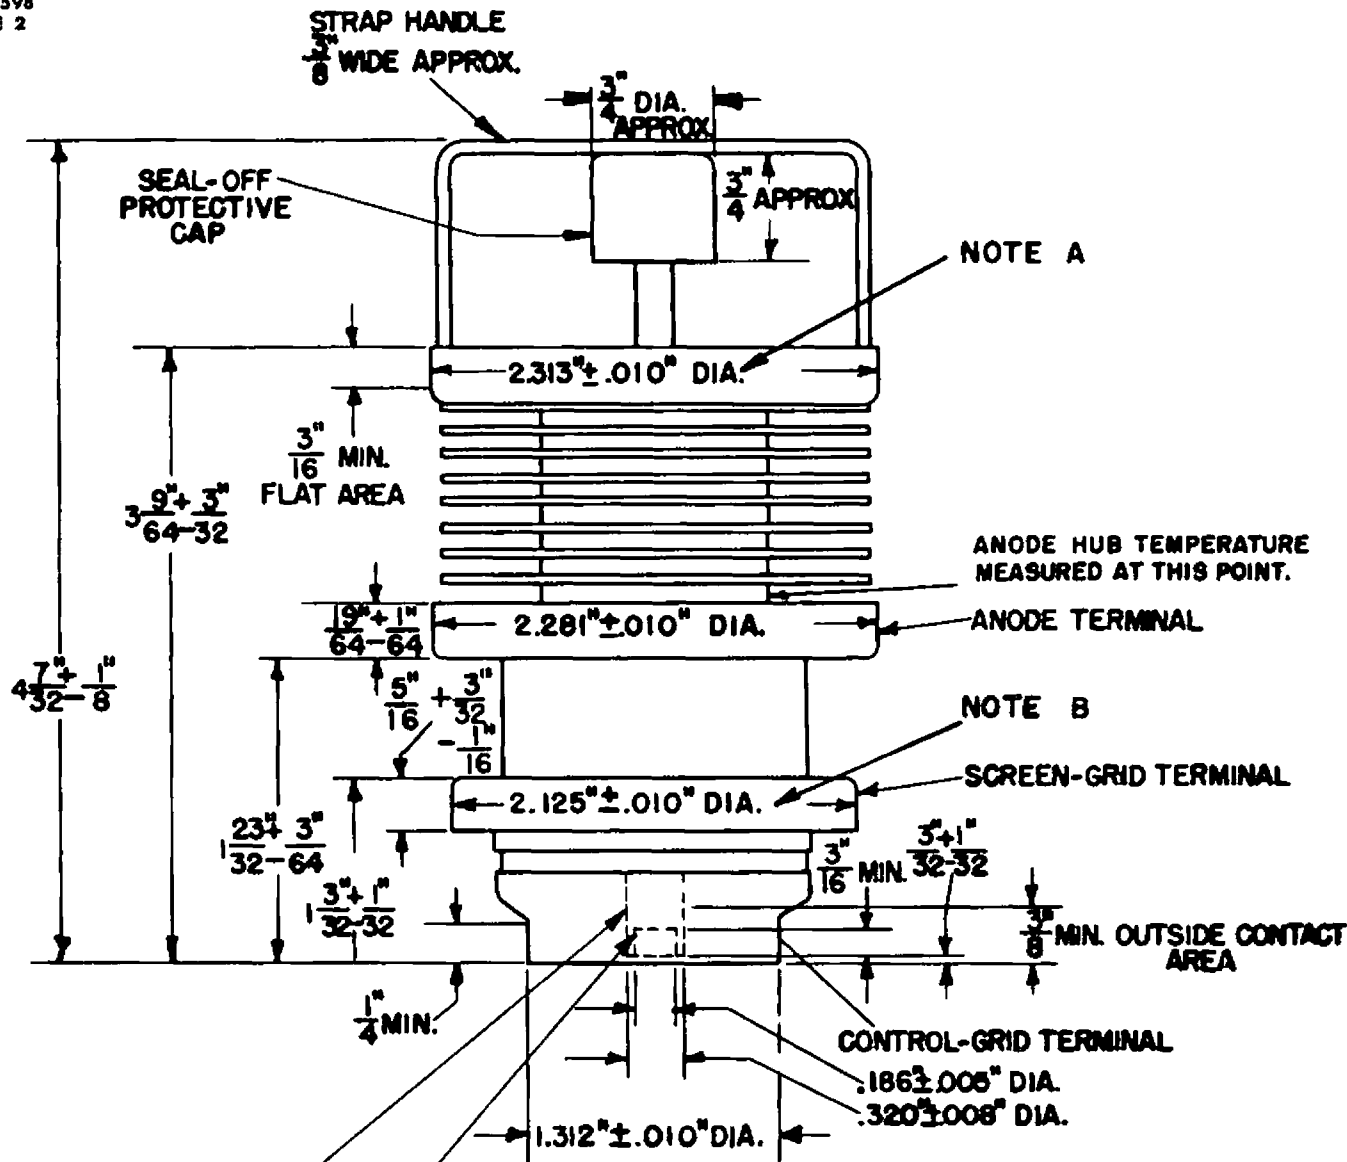 598
2
STRAP HANDLE
WIDE APPROX.
3/4" DIA.
APPROX.
SEAL-OFF
PROTECTIVE
CAP
3/4" APPROX
NOTE A
2.313" ± .010" DIA.
3/16" MIN.
FLAT AREA
3 9/64" + 3/32" -
ANODE HUB TEMPERATURE
MEASURED AT THIS POINT.
19/64" + 1/64" -
2.281" ± .010" DIA.
ANODE TERMINAL
4 7/32" + 1/8" -
5/16" + 3/32"
- 1/16"
NOTE B
SCREEN-GRID TERMINAL
2.125" ± .010" DIA.
1 23/32" + 3/64" -
3/16" MIN.
3/32" + 1/32" -
1 3/32" + 1/32" -
MIN. OUTSIDE CONTACT
AREA
1/4" MIN.
CONTROL-GRID TERMINAL
.186" ± .005" DIA.
.320" ± .008" DIA.
1.312" ± .010" DIA.